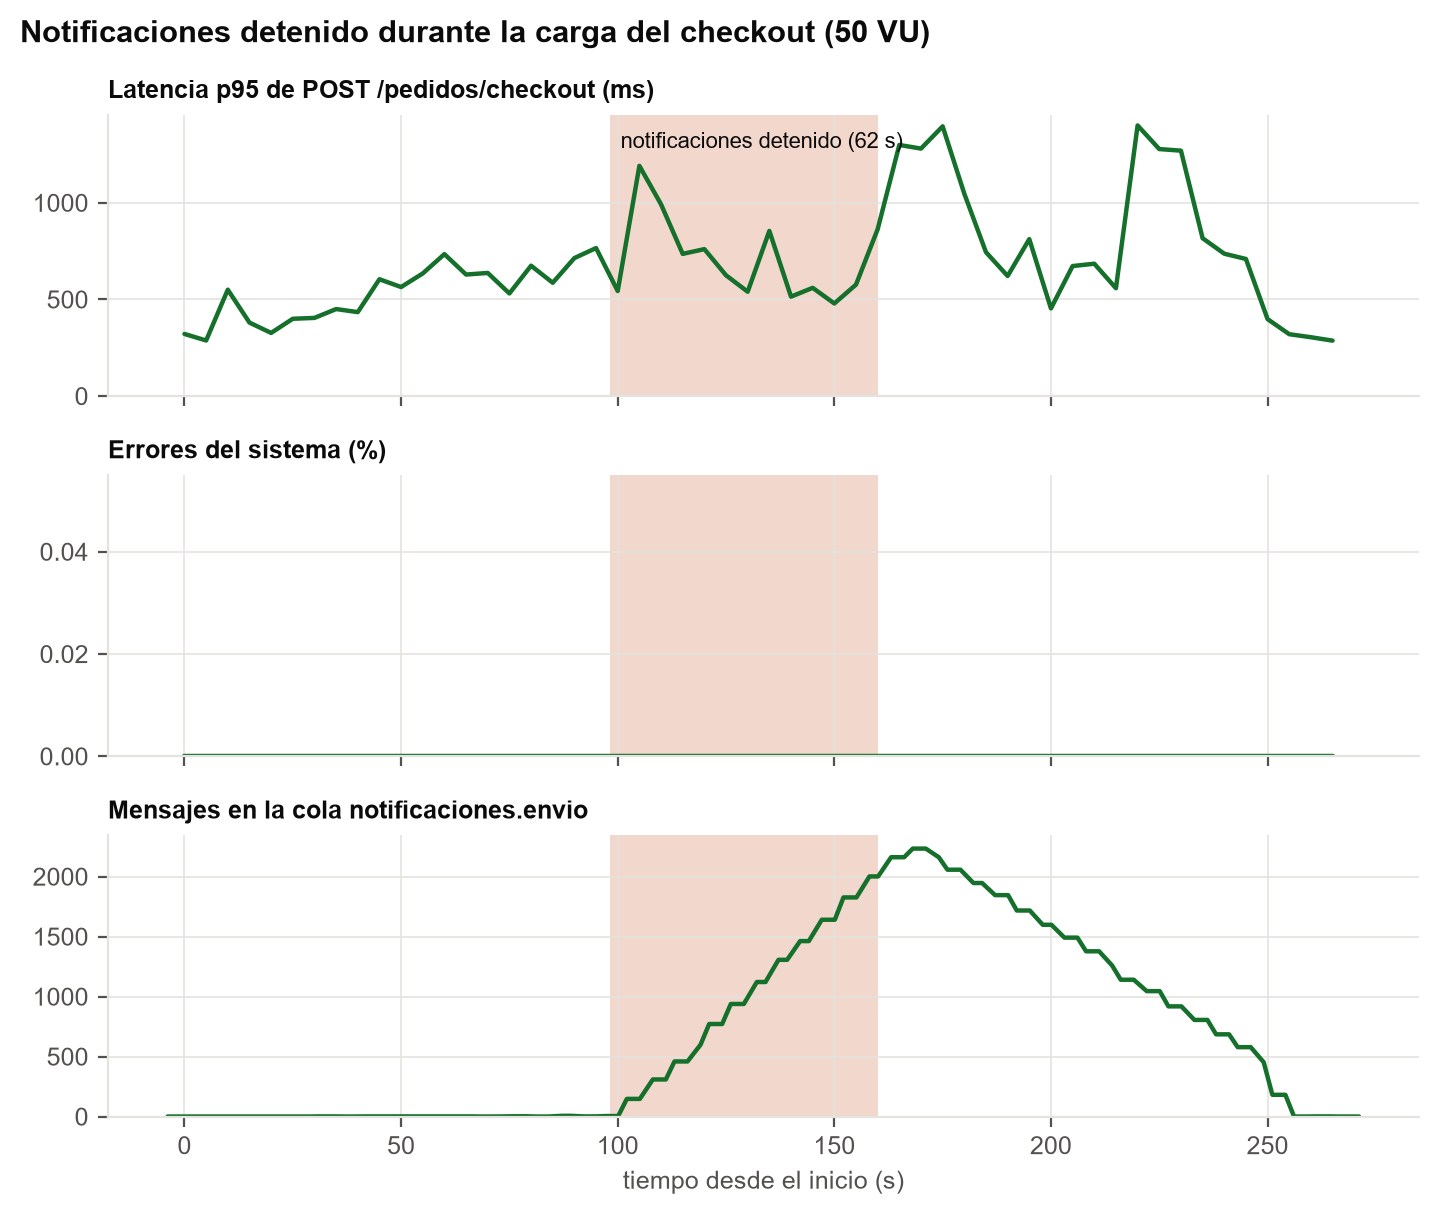 Notificaciones detenido durante la carga del checkout (50 VU)
Latencia p95 de POST /pedidos/checkout (ms)
notificaciones detenido (62 s)
1000
500
0
Errores del sistema (%)
0.04
0.02
0.00
Mensajes en la cola notificaciones.envio
2000
1500
1000
500
0
0 50 100 150 200 250
tiempo desde el inicio (s)